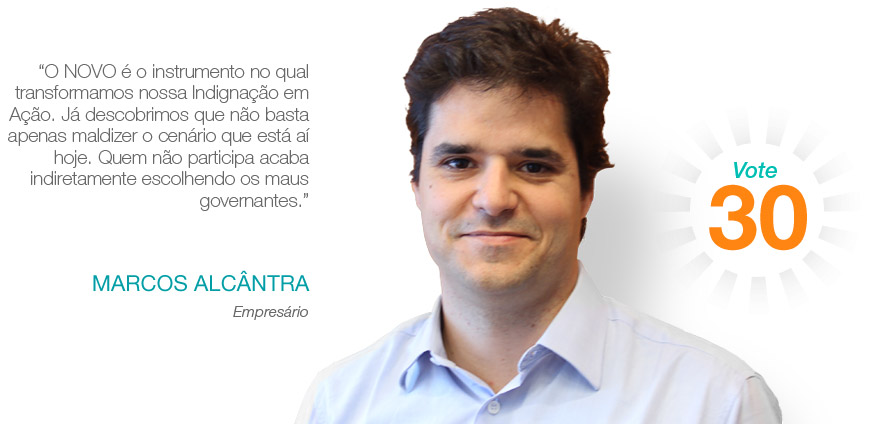 “O NOVO é o instrumento no qual
transformamos nossa Indignação em
Ação. Já descobrimos que não basta
apenas maldizer o cenário que está aí
hoje. Quem não participa acaba
indiretamente escolhendo os maus
governantes.”
MARCOS ALCÂNTRA
Empresário
Vote
30